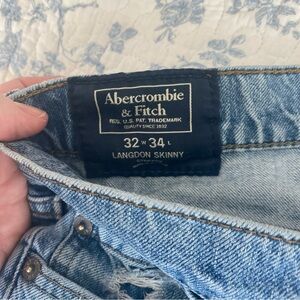 Abercrombie
& Fitch
REG. U.S. PAT. TRADEMARK
QUALITY SINCE 1892
32 W 34 L
LANGDON SKINNY